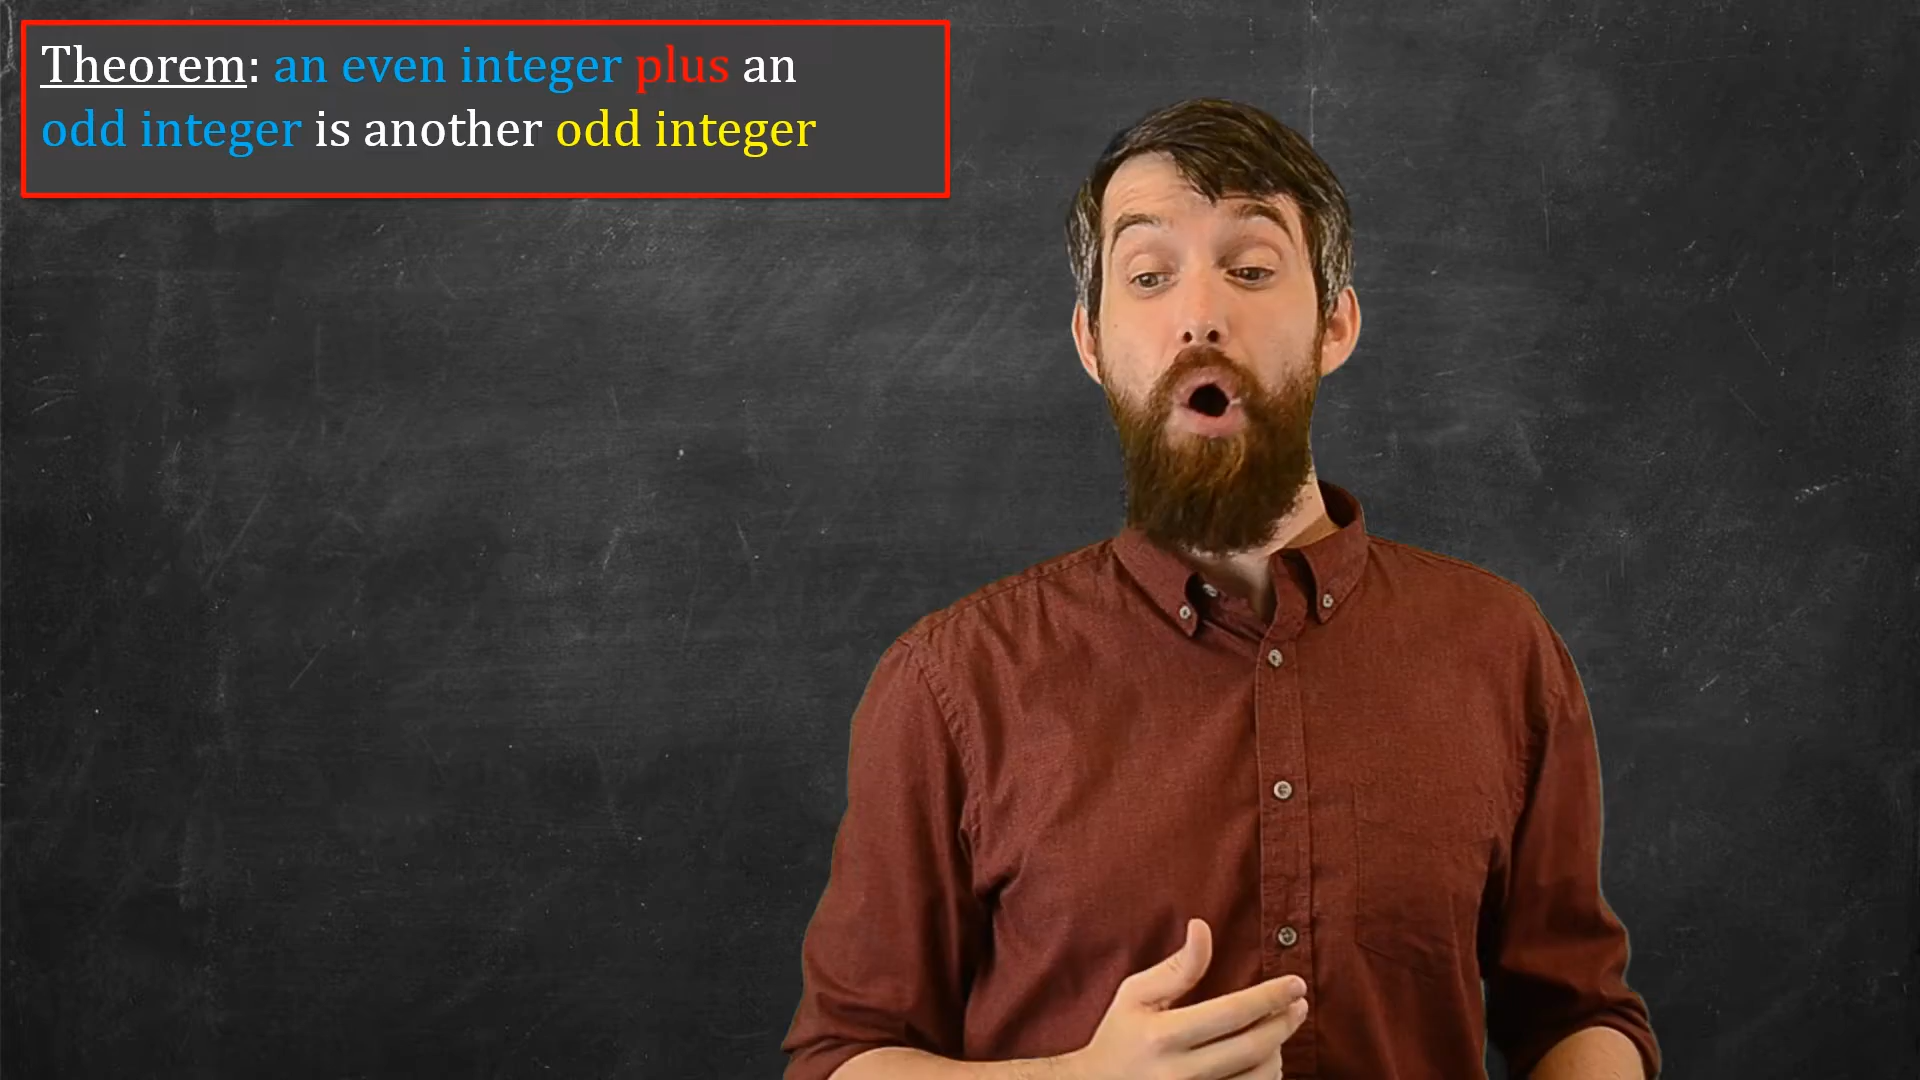 Theorem: an even integer plus an
odd integer is another odd integer